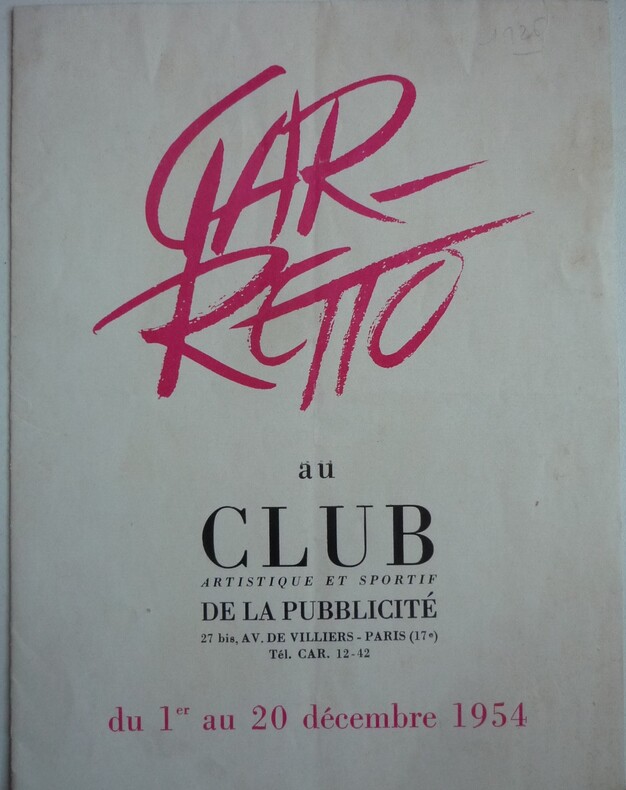 GAR-
RETTO
au
CLUB
ARTISTIQUE ET SPORTIF
DE LA PUBBLICITÉ
27 bis, AV. DE VILLIERS - PARIS (17e)
Tél. CAR. 12-42
du 1er au 20 décembre 1954